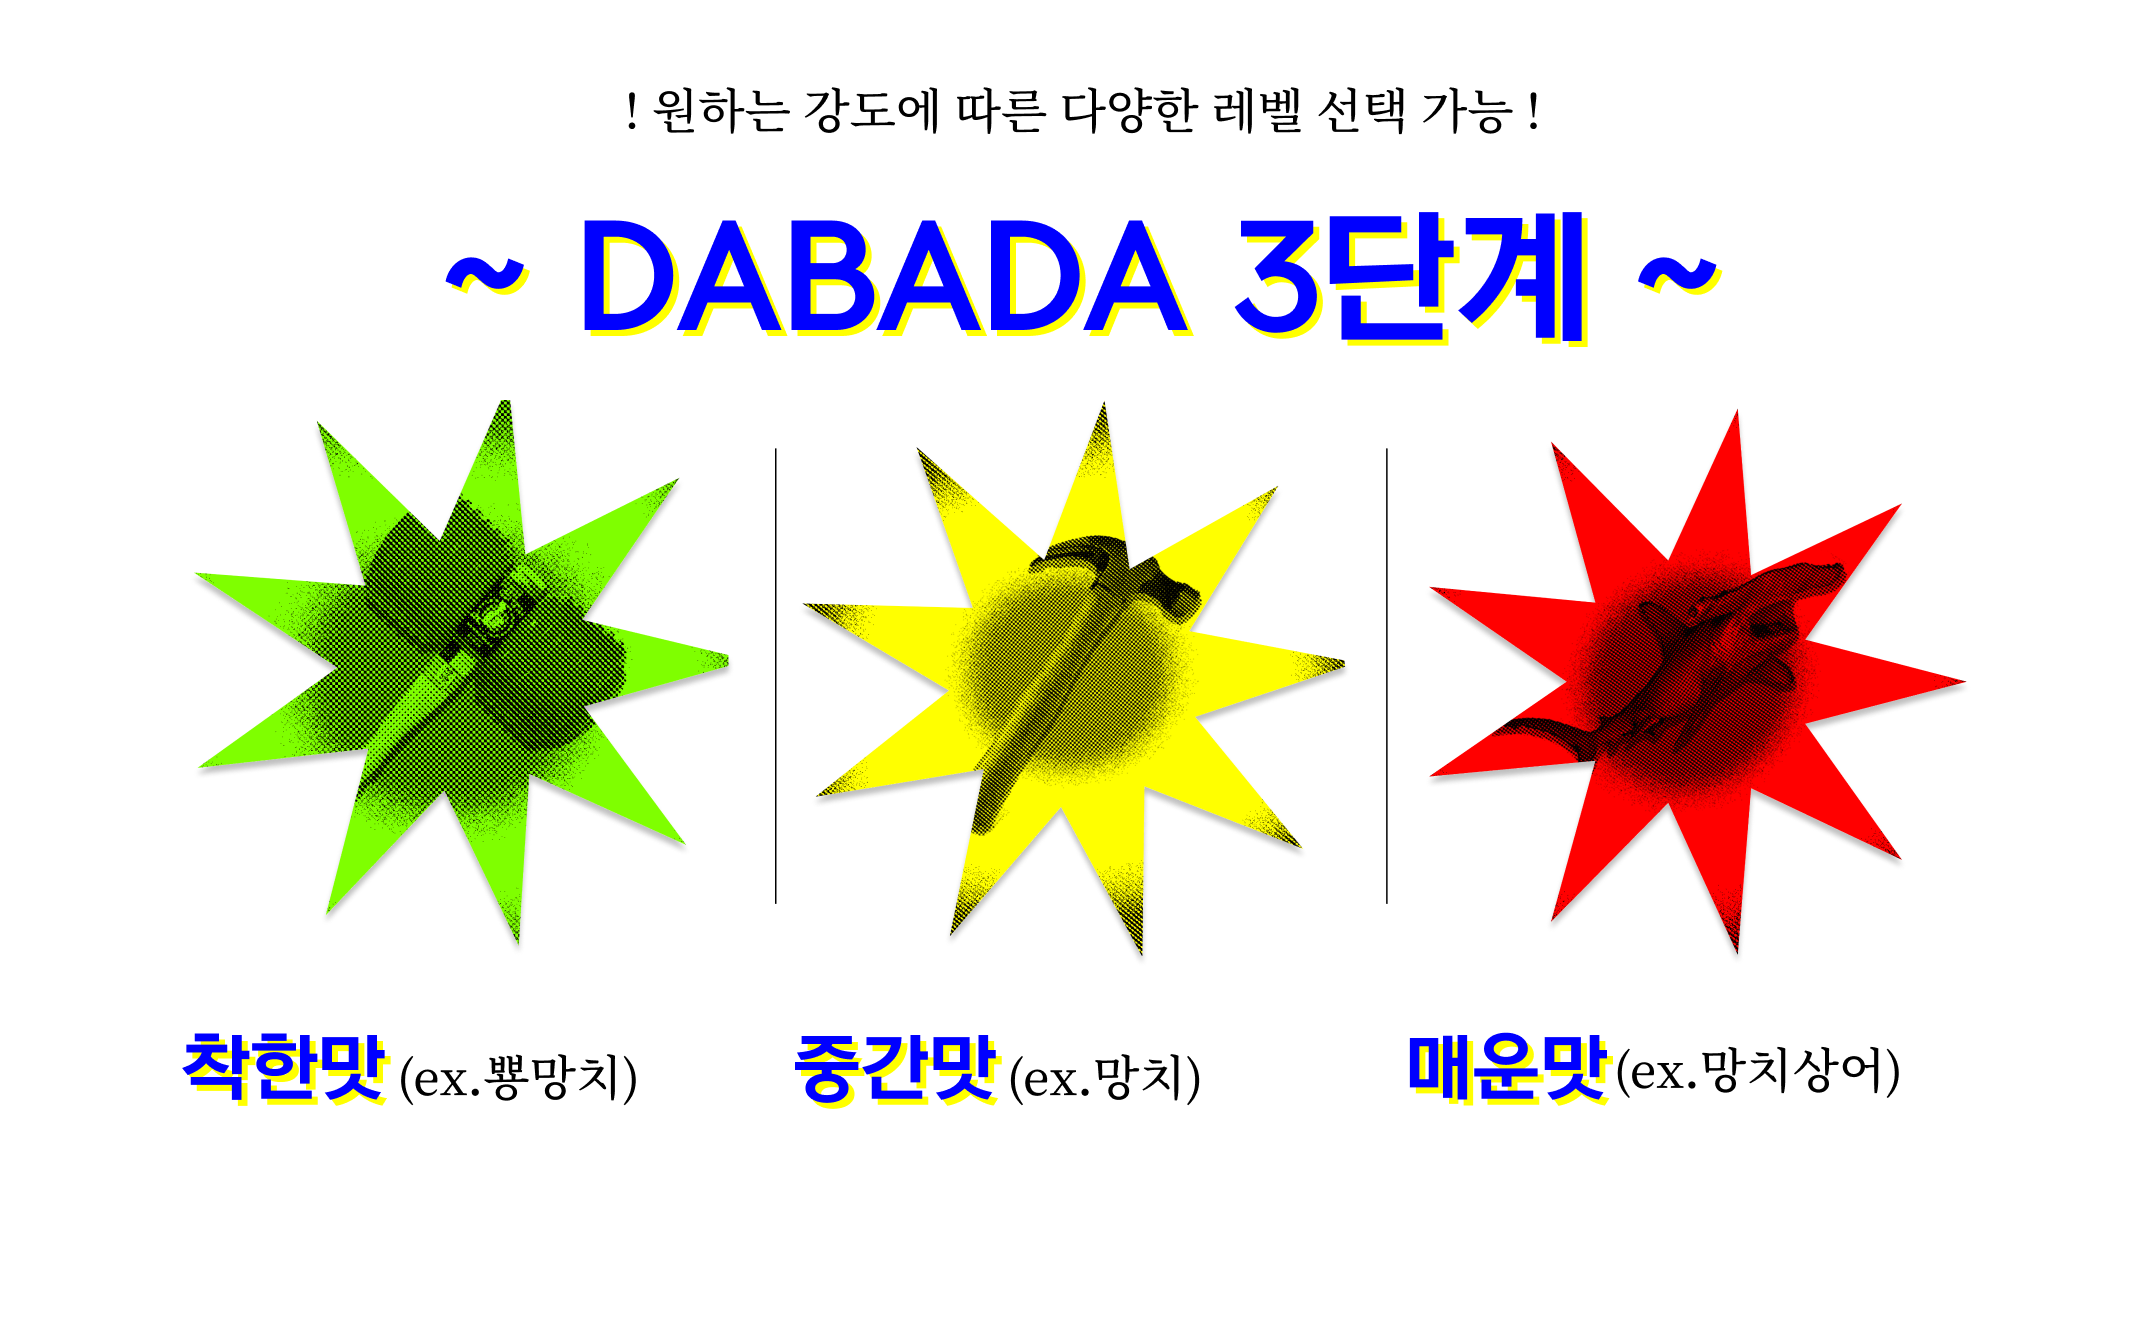 ! 원하는 강도에 따른 다양한 레벨 선택 가능 !
~ DABADA 3단계 ~
착한맛 (ex.뿅망치)
중간맛 (ex.망치)
매운맛 (ex.망치상어)